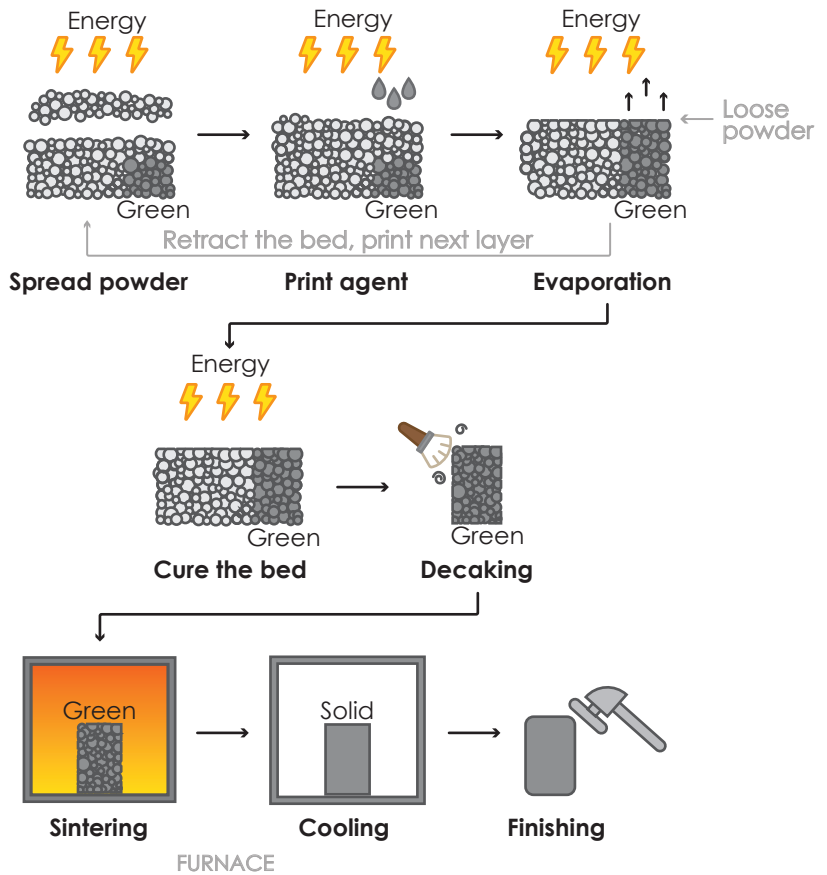 Energy
Energy
Energy
Loose
powder
Green
Green
Green
Retract the bed, print next layer
Spread powder
Print agent
Evaporation
Energy
Green
Green
Cure the bed
Decaking
Green
Solid
Sintering
Cooling
Finishing
FURNACE